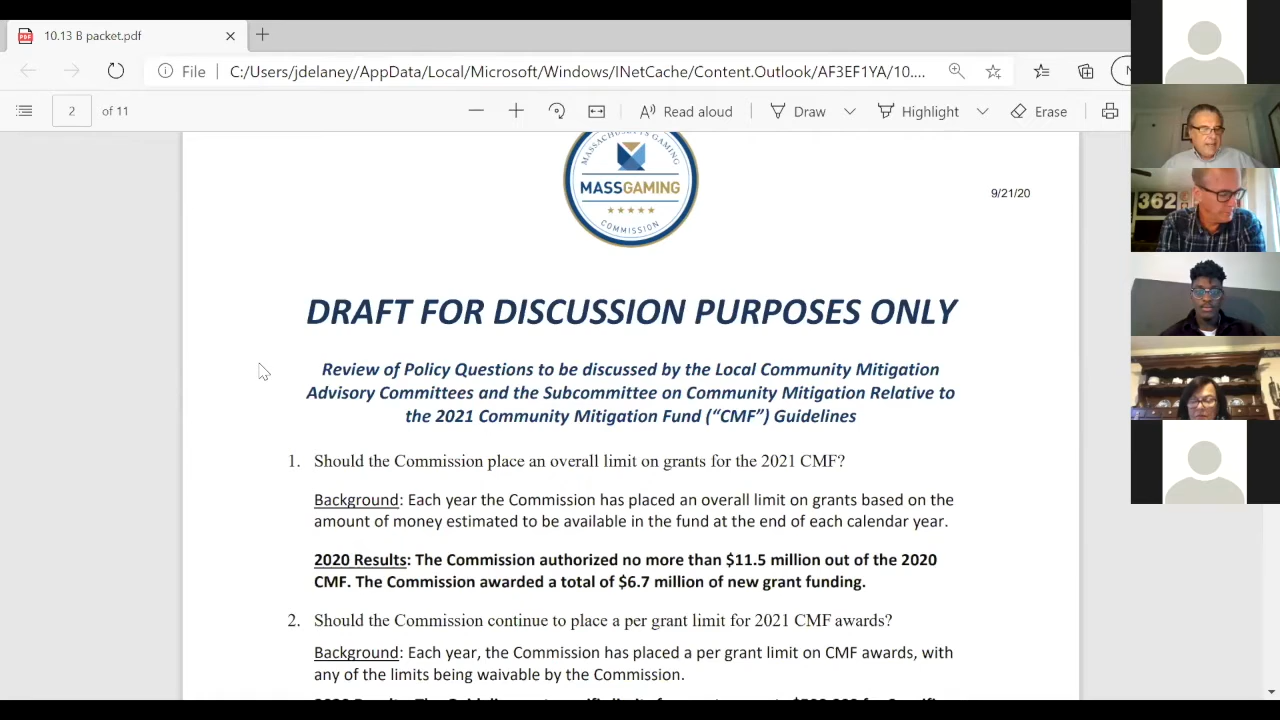 10.13 B packet.pdf
File
C:/Users/jdelaney/AppData/Local/Microsoft/Windows/INetCache/Content.Outlook/AF3EF1YA/10....
2 of 11
Read aloud
Draw
Highlight
Erase
MASSACHUSETTS GAMING
MASSGAMING
COMMISSION
9/21/20
362
DRAFT FOR DISCUSSION PURPOSES ONLY
Review of Policy Questions to be discussed by the Local Community Mitigation
Advisory Committees and the Subcommittee on Community Mitigation Relative to
the 2021 Community Mitigation Fund (“CMF”) Guidelines
1. Should the Commission place an overall limit on grants for the 2021 CMF?
Background: Each year the Commission has placed an overall limit on grants based on the
amount of money estimated to be available in the fund at the end of each calendar year.
2020 Results: The Commission authorized no more than $11.5 million out of the 2020
CMF. The Commission awarded a total of $6.7 million of new grant funding.
2. Should the Commission continue to place a per grant limit for 2021 CMF awards?
Background: Each year, the Commission has placed a per grant limit on CMF awards, with
any of the limits being waivable by the Commission.